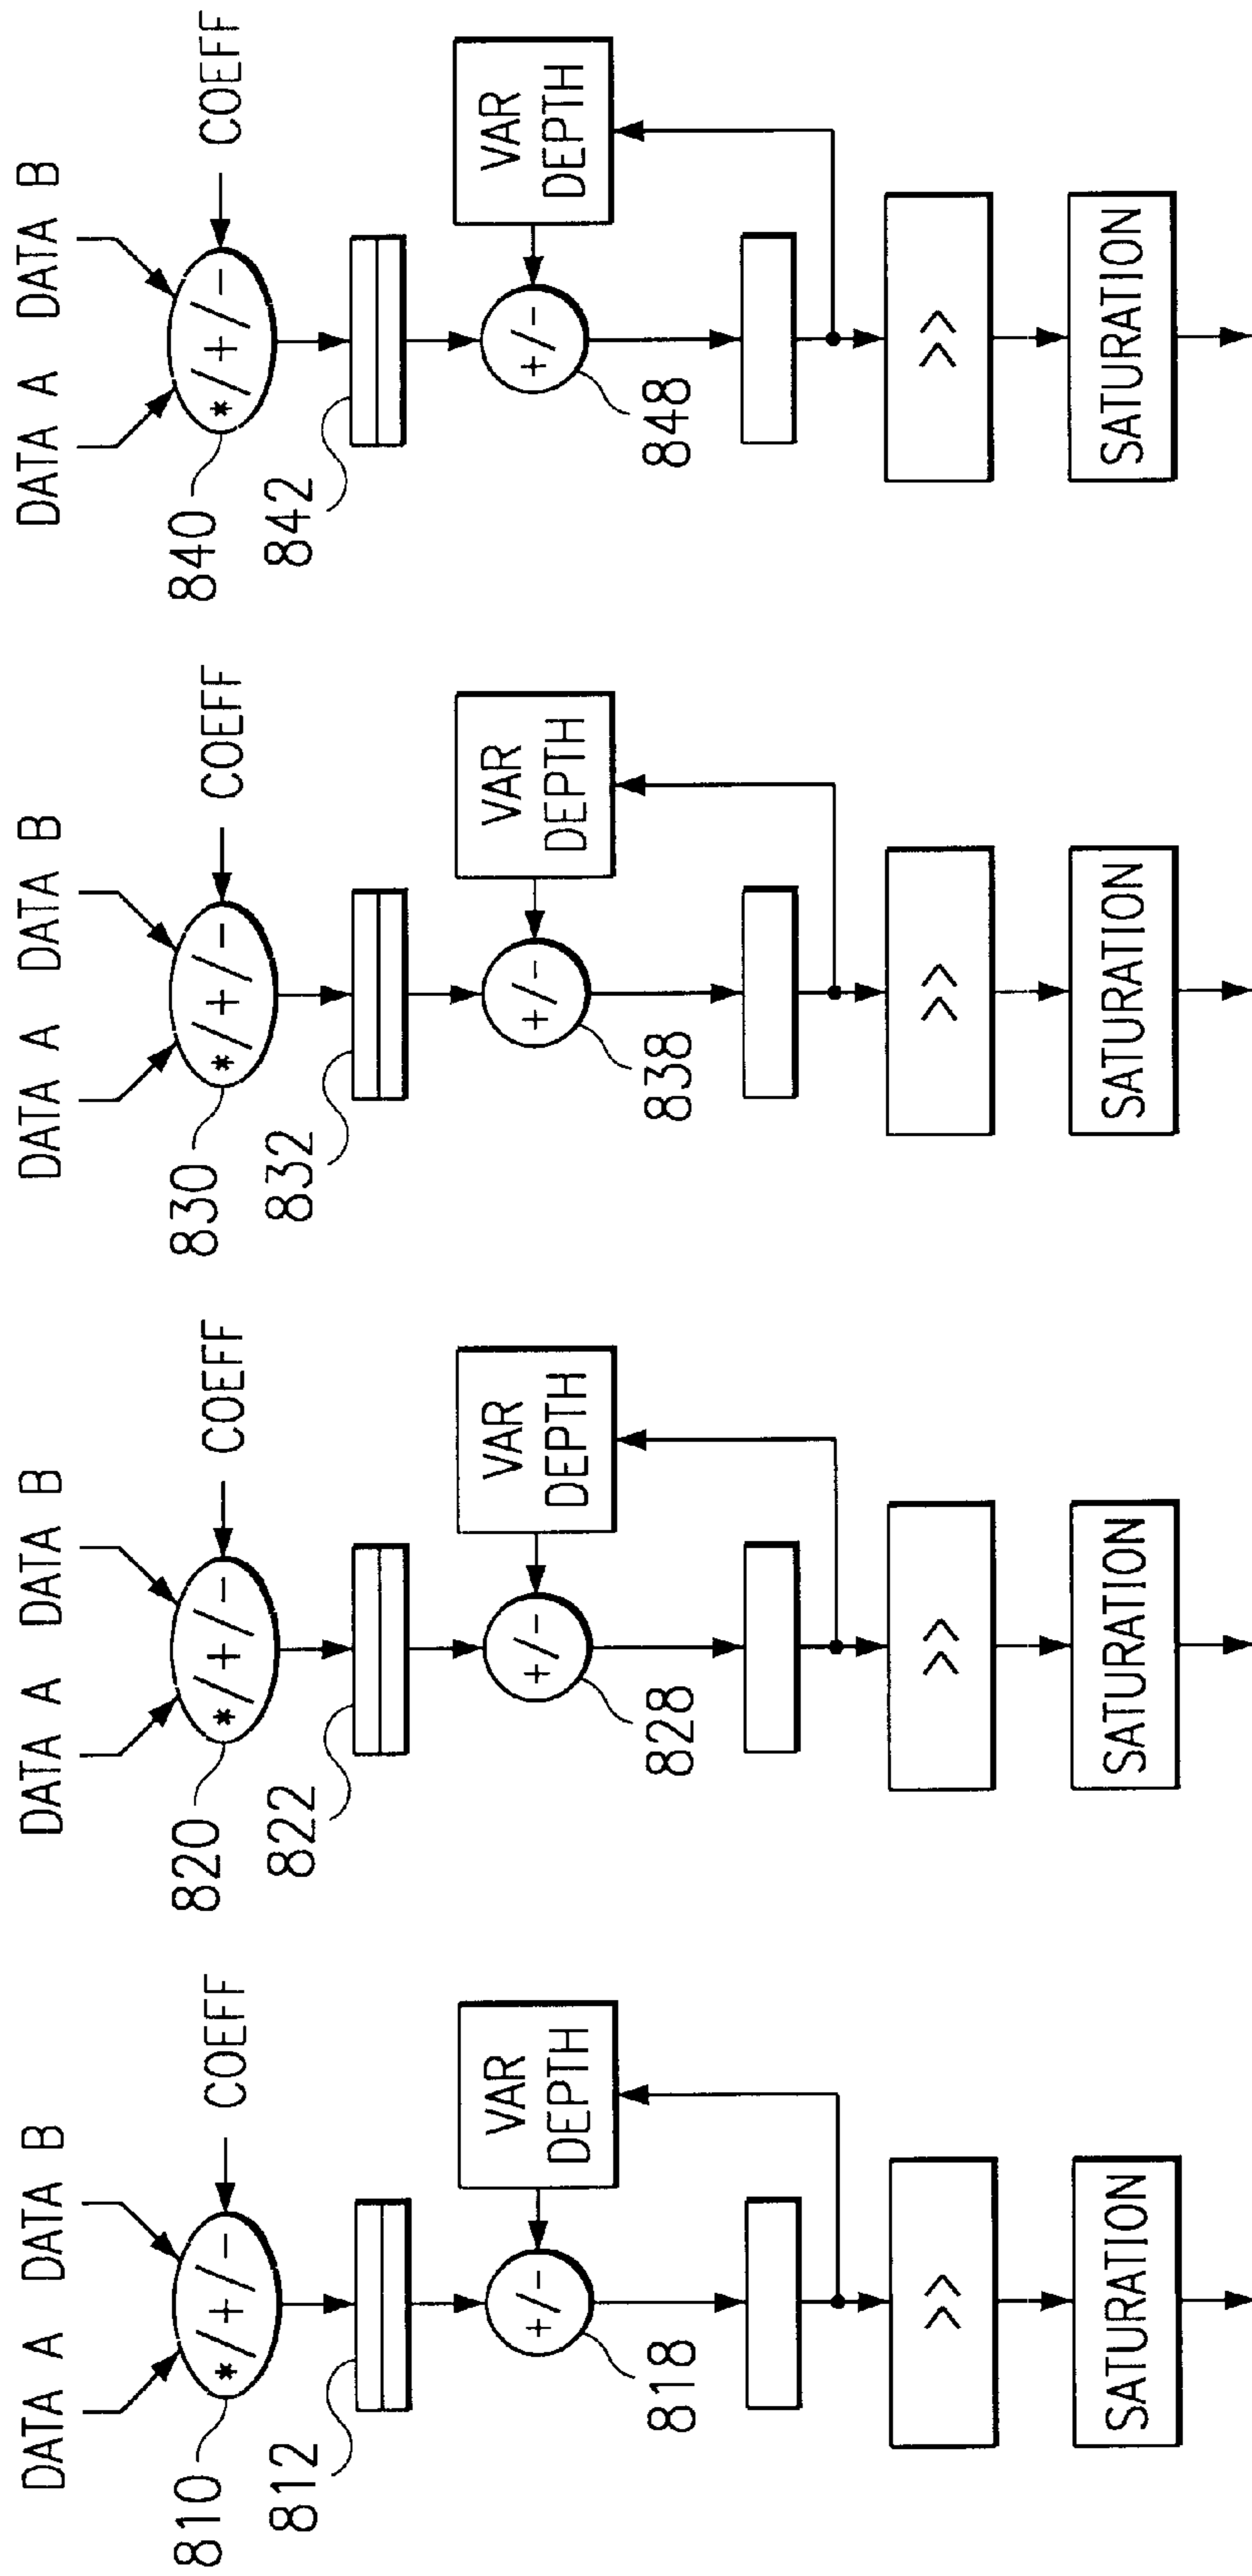 DATA A DATA B
810
*/+/-
COEFF
812
VAR
DEPTH
+/-
818
>>
SATURATION
DATA A DATA B
820
*/+/-
COEFF
822
VAR
DEPTH
+/-
828
>>
SATURATION
DATA A DATA B
830
*/+/-
COEFF
832
VAR
DEPTH
+/-
838
>>
SATURATION
DATA A DATA B
840
*/+/-
COEFF
842
VAR
DEPTH
+/-
848
>>
SATURATION